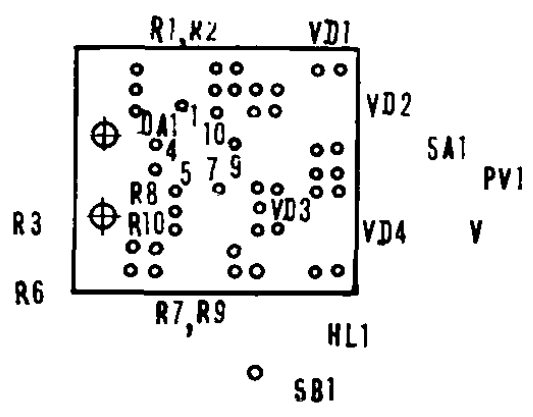 R1,R2 VD1
VD2
DA1 1 10
4 9
SA1
5 7
PV1
R8
VD3
R3 R10 VD4 V
R6
R7,R9
HL1
SB1